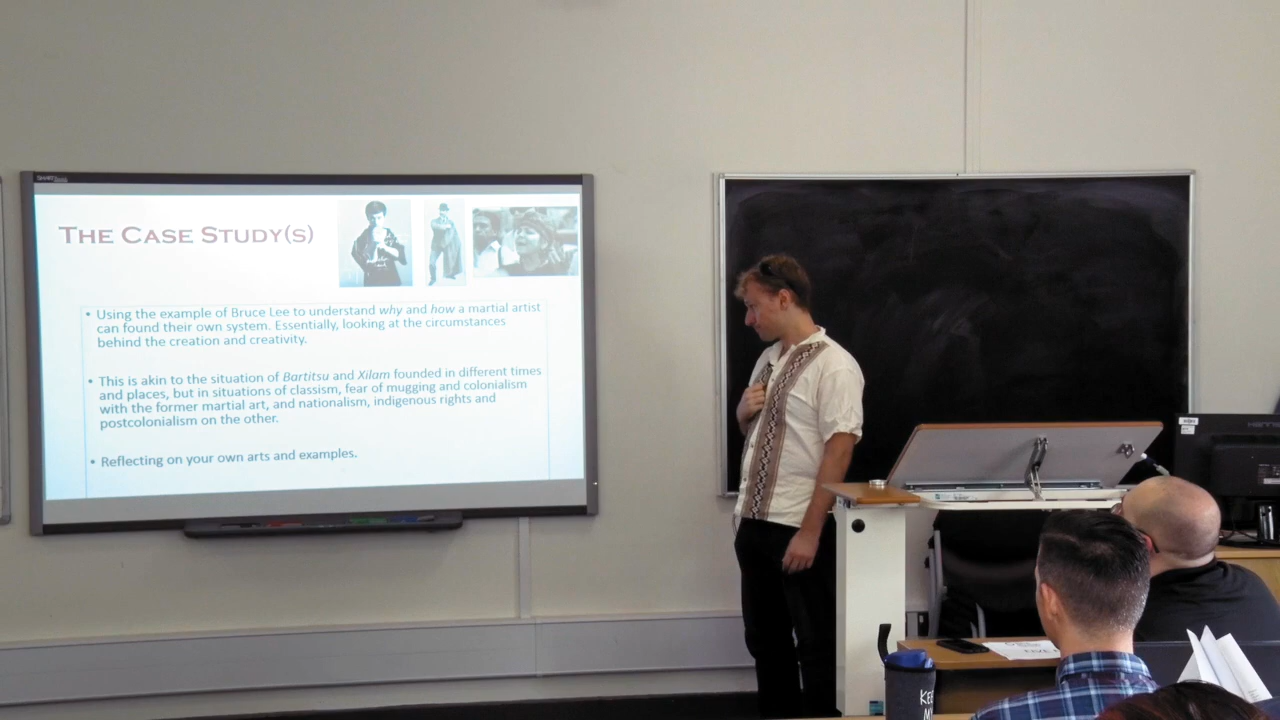 SMART
THE CASE STUDY(S)
• Using the example of Bruce Lee to understand why and how a martial artist
can found their own system. Essentially, looking at the circumstances
behind the creation and creativity.
• This is akin to the situation of Bartitsu and Xilam founded in different times
and places, but in situations of classism, fear of mugging and colonialism
with the former martial art, and nationalism, indigenous rights and
postcolonialism on the other.
• Reflecting on your own arts and examples.